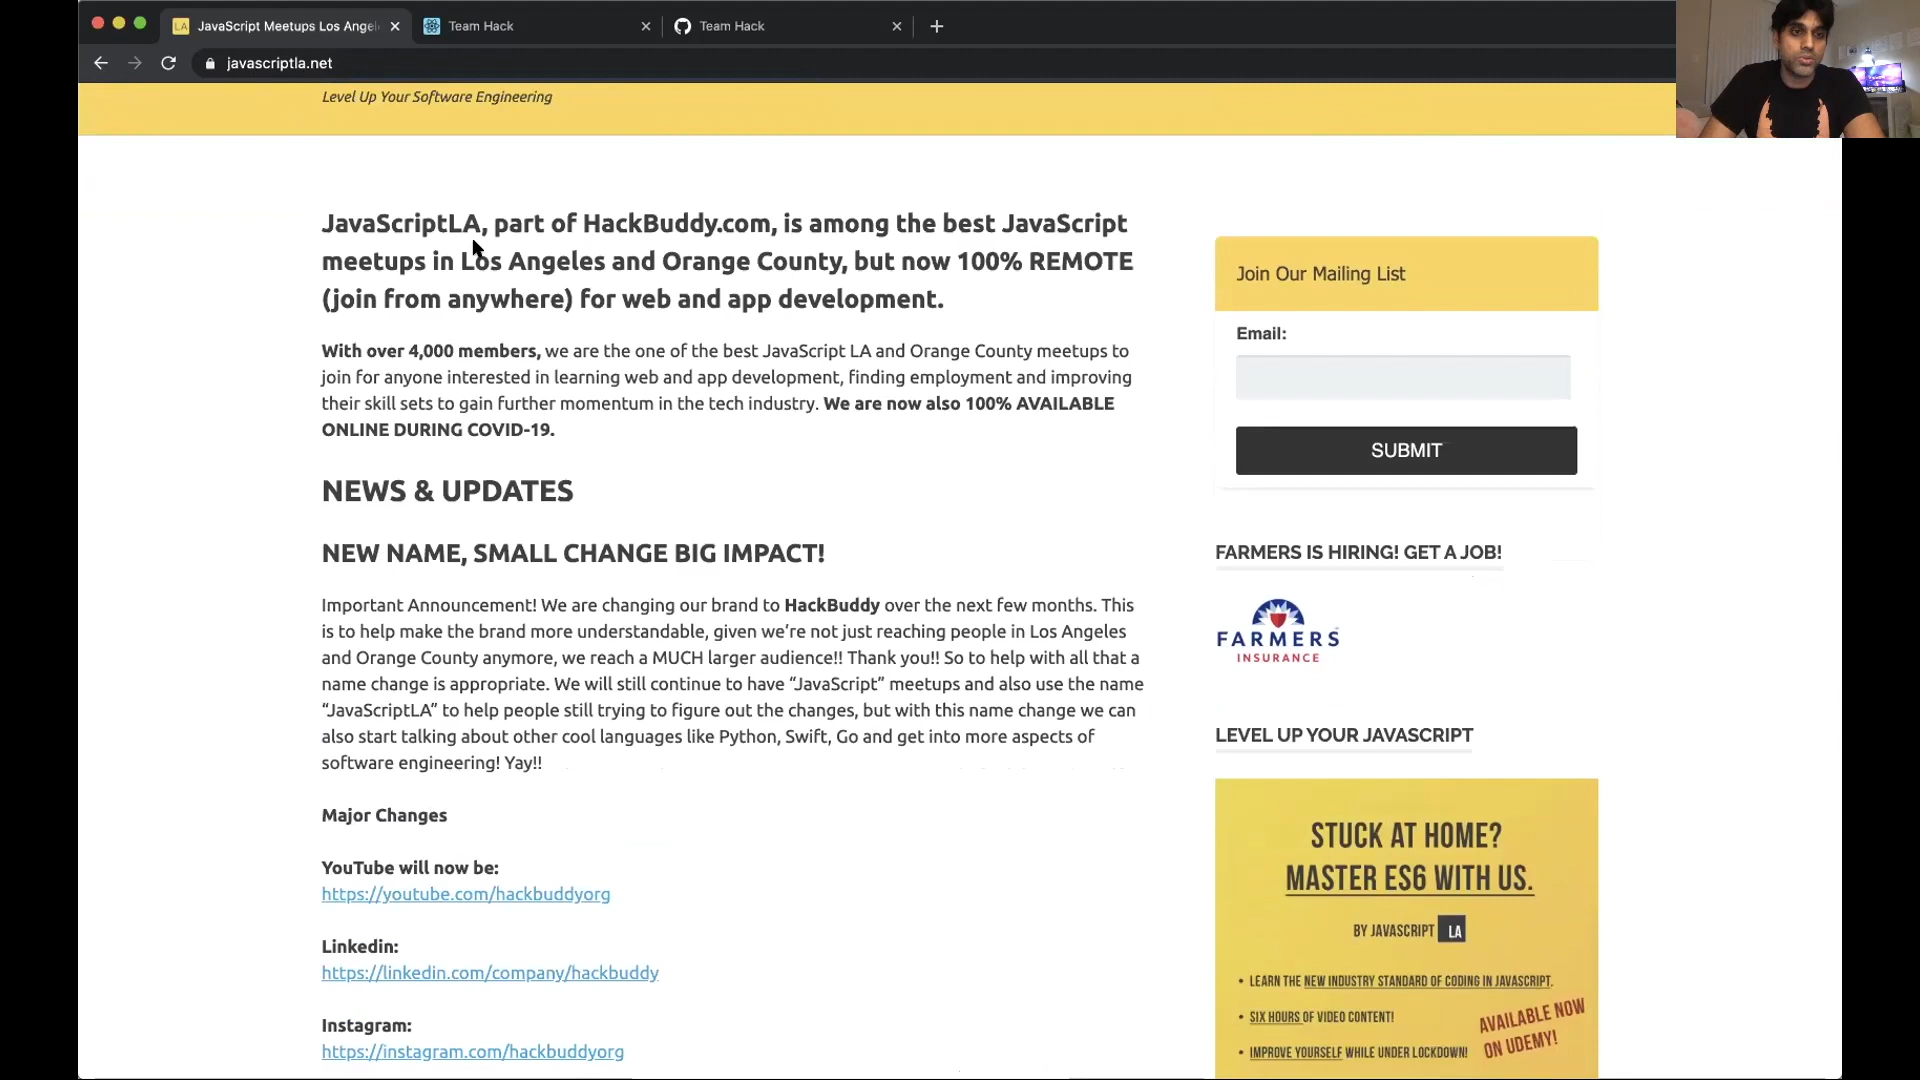 JavaScript Meetups Los Angel
Team Hack
Team Hack
javascriptla.net
Level Up Your Software Engineering
JavaScriptLA, part of HackBuddy.com, is among the best JavaScript
meetups in Los Angeles and Orange County, but now 100% REMOTE
(join from anywhere) for web and app development.
With over 4,000 members, we are the one of the best JavaScript LA and Orange County meetups to
join for anyone interested in learning web and app development, finding employment and improving
their skill sets to gain further momentum in the tech industry. We are now also 100% AVAILABLE
ONLINE DURING COVID-19.
NEWS & UPDATES
NEW NAME, SMALL CHANGE BIG IMPACT!
Important Announcement! We are changing our brand to HackBuddy over the next few months. This
is to help make the brand more understandable, given we're not just reaching people in Los Angeles
and Orange County anymore, we reach a MUCH larger audience!! Thank you!! So to help with all that a
name change is appropriate. We will still continue to have “JavaScript” meetups and also use the name
“JavaScriptLA” to help people still trying to figure out the changes, but with this name change we can
also start talking about other cool languages like Python, Swift, Go and get into more aspects of
software engineering! Yay!!
Major Changes
YouTube will now be:
https://youtube.com/hackbuddyorg
Linkedin:
https://linkedin.com/company/hackbuddy
Instagram:
https://instagram.com/hackbuddyorg
Join Our Mailing List
Email:
SUBMIT
FARMERS IS HIRING! GET A JOB!
FARMERS
INSURANCE
LEVEL UP YOUR JAVASCRIPT
STUCK AT HOME?
MASTER ES6 WITH US.
BY JAVASCRIPT LA
• LEARN THE NEW INDUSTRY STANDARD OF CODING IN JAVASCRIPT.
• SIX HOURS OF VIDEO CONTENT!
• IMPROVE YOURSELF WHILE UNDER LOCKDOWN!
AVAILABLE NOW
ON UDEMY!